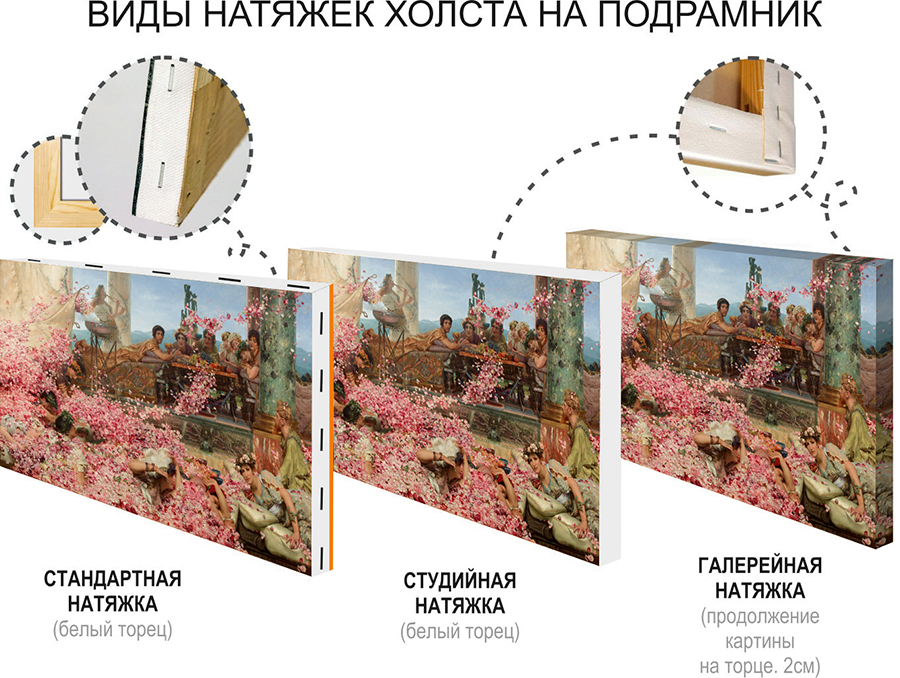 ВИДЫ НАТЯЖЕК ХОЛСТА НА ПОДРАМНИК
СТАНДАРТНАЯ
НАТЯЖКА
(белый торец)
СТУДИЙНАЯ
НАТЯЖКА
(белый торец)
ГАЛЕРЕЙНАЯ
НАТЯЖКА
(продолжение
картины
на торце. 2см)